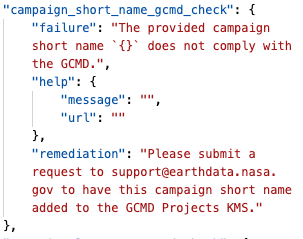 "campaign_short_name_gcmd_check": {
"failure": "The provided campaign
short name `{}` does not comply with
the GCMD.",
"help": {
"message": "",
"url": ""
},
"remediation": "Please submit a
request to support@earthdata.nasa.
gov to have this campaign short name
added to the GCMD Projects KMS."
},